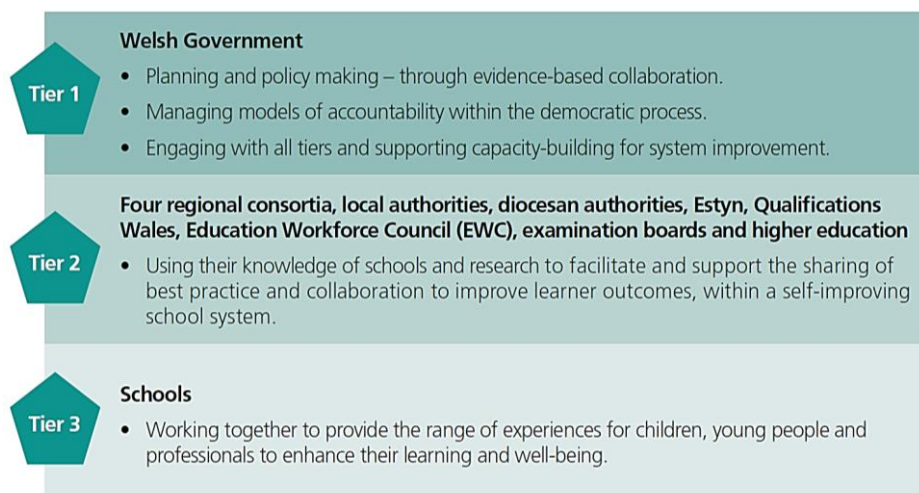 Tier 1
Welsh Government
• Planning and policy making – through evidence-based collaboration.
• Managing models of accountability within the democratic process.
• Engaging with all tiers and supporting capacity-building for system improvement.
Tier 2
Four regional consortia, local authorities, diocesan authorities, Estyn, Qualifications
Wales, Education Workforce Council (EWC), examination boards and higher education
• Using their knowledge of schools and research to facilitate and support the sharing of
best practice and collaboration to improve learner outcomes, within a self-improving
school system.
Tier 3
Schools
• Working together to provide the range of experiences for children, young people and
professionals to enhance their learning and well-being.